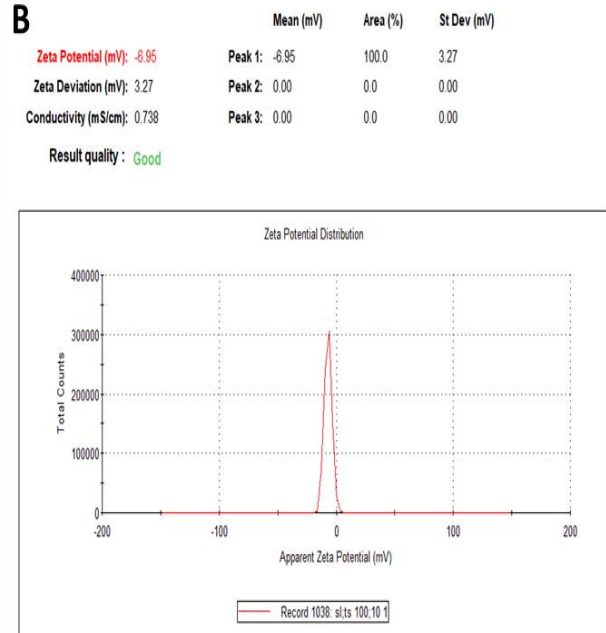 B
Mean (mV) Area (%) St Dev (mV)
Zeta Potential (mV): -6.95 Peak 1: -6.95 100.0 3.27
Zeta Deviation (mV): 3.27 Peak 2: 0.00 0.0 0.00
Conductivity (mS/cm): 0.738 Peak 3: 0.00 0.0 0.00
Result quality : Good
Zeta Potential Distribution
400000
300000
200000
100000
0
Total Counts
-200 -100 0 100 200
Apparent Zeta Potential (mV)
Record 1038: sl;ts 100;10 1